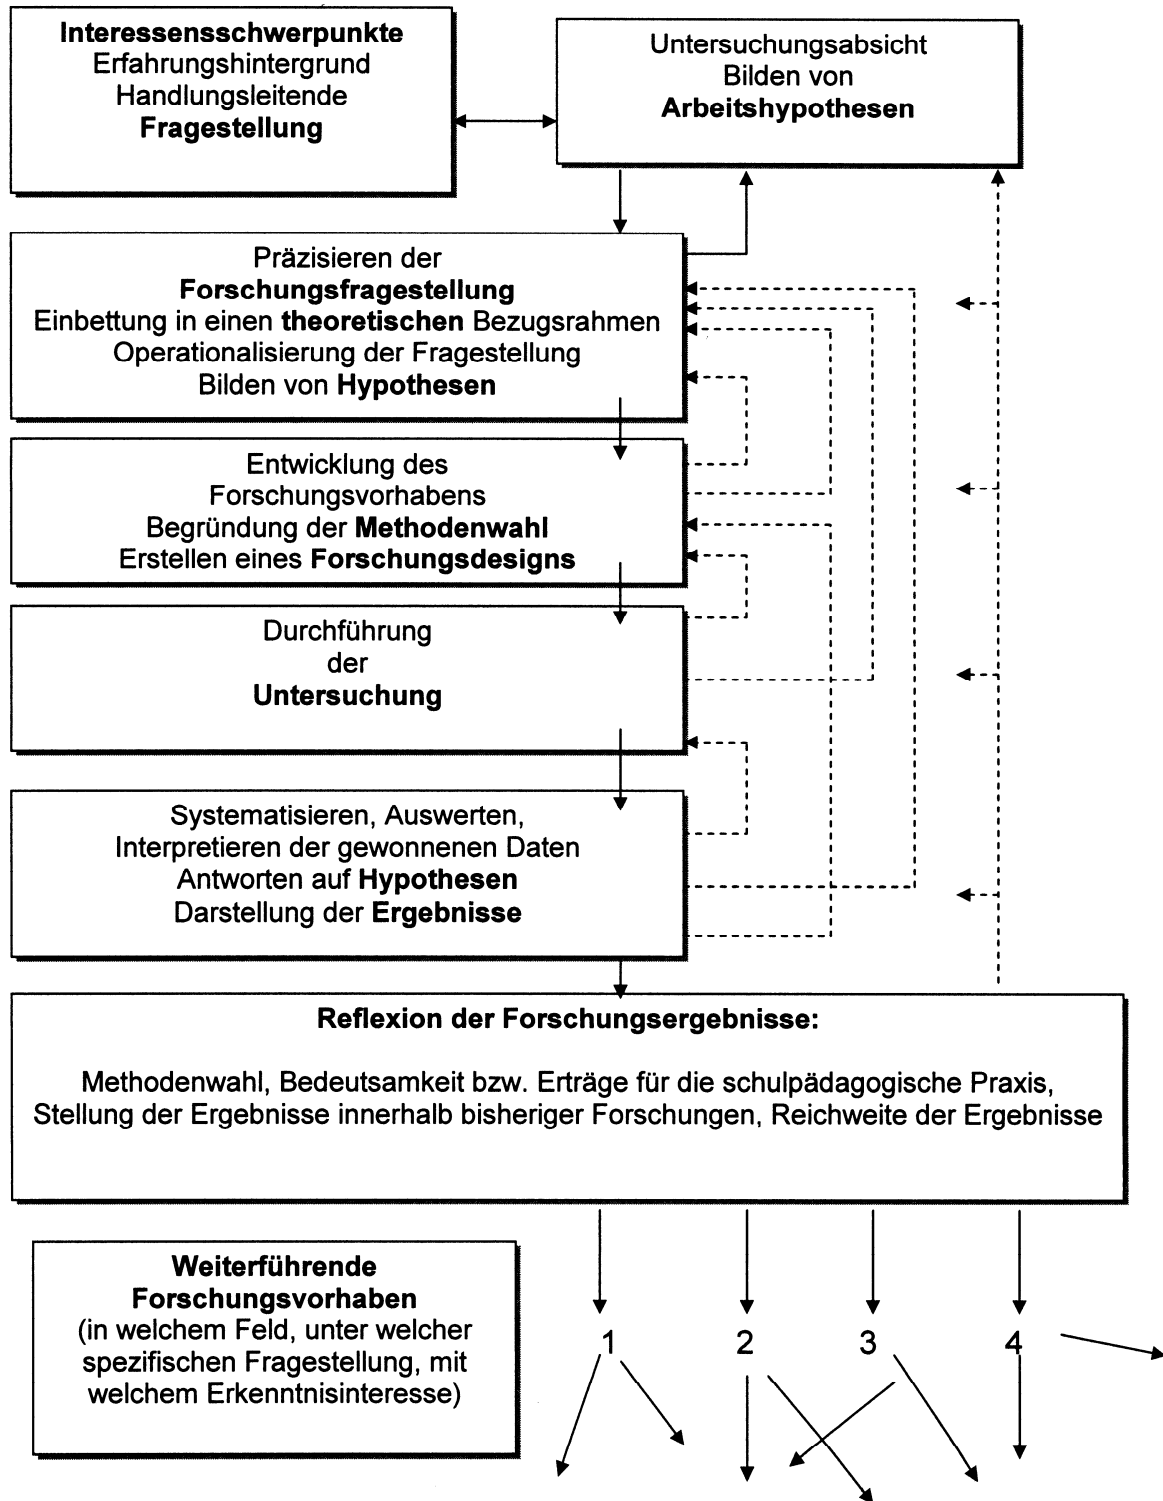 Interessensschwerpunkte
Erfahrungshintergrund
Handlungsleitende
Fragestellung
Untersuchungsabsicht
Bilden von
Arbeitshypothesen
Präzisieren der
Forschungsfragestellung
Einbettung in einen theoretischen Bezugsrahmen
Operationalisierung der Fragestellung
Bilden von Hypothesen
Entwicklung des
Forschungsvorhabens
Begründung der Methodenwahl
Erstellen eines Forschungsdesigns
Durchführung
der
Untersuchung
Systematisieren, Auswerten,
Interpretieren der gewonnenen Daten
Antworten auf Hypothesen
Darstellung der Ergebnisse
Reflexion der Forschungsergebnisse:
Methodenwahl, Bedeutsamkeit bzw. Erträge für die schulpädagogische Praxis,
Stellung der Ergebnisse innerhalb bisheriger Forschungen, Reichweite der Ergebnisse
Weiterführende
Forschungsvorhaben
(in welchem Feld, unter welcher
spezifischen Fragestellung, mit
welchem Erkenntnisinteresse)
1 2 3 4